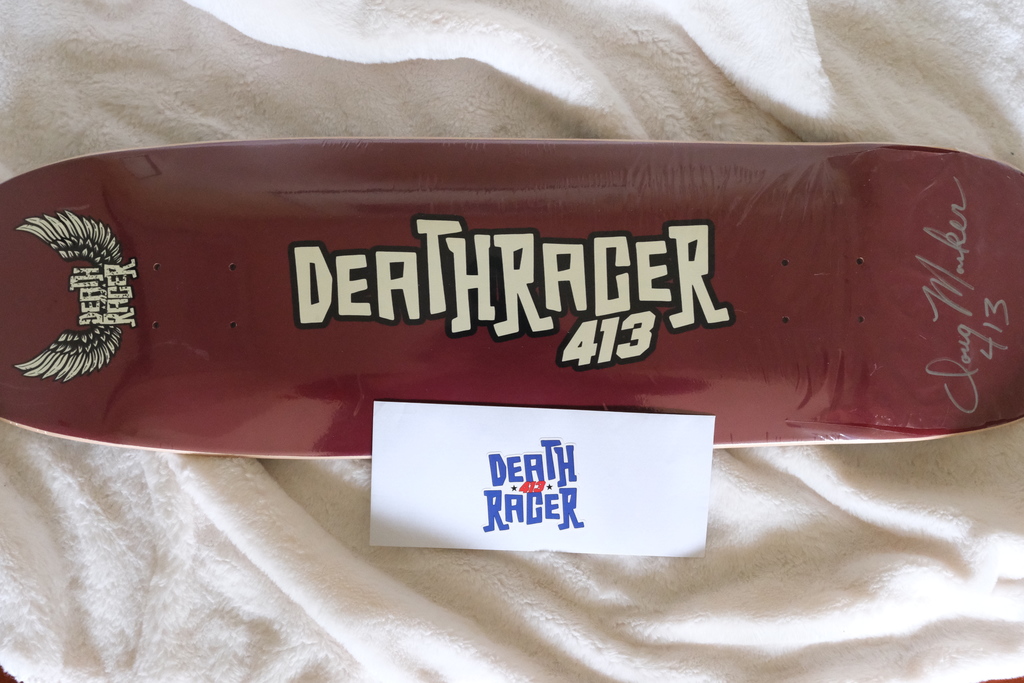 DEATHRACER
413
DEATH
RACER
Doug Marker
413
DEATH
413
RACER